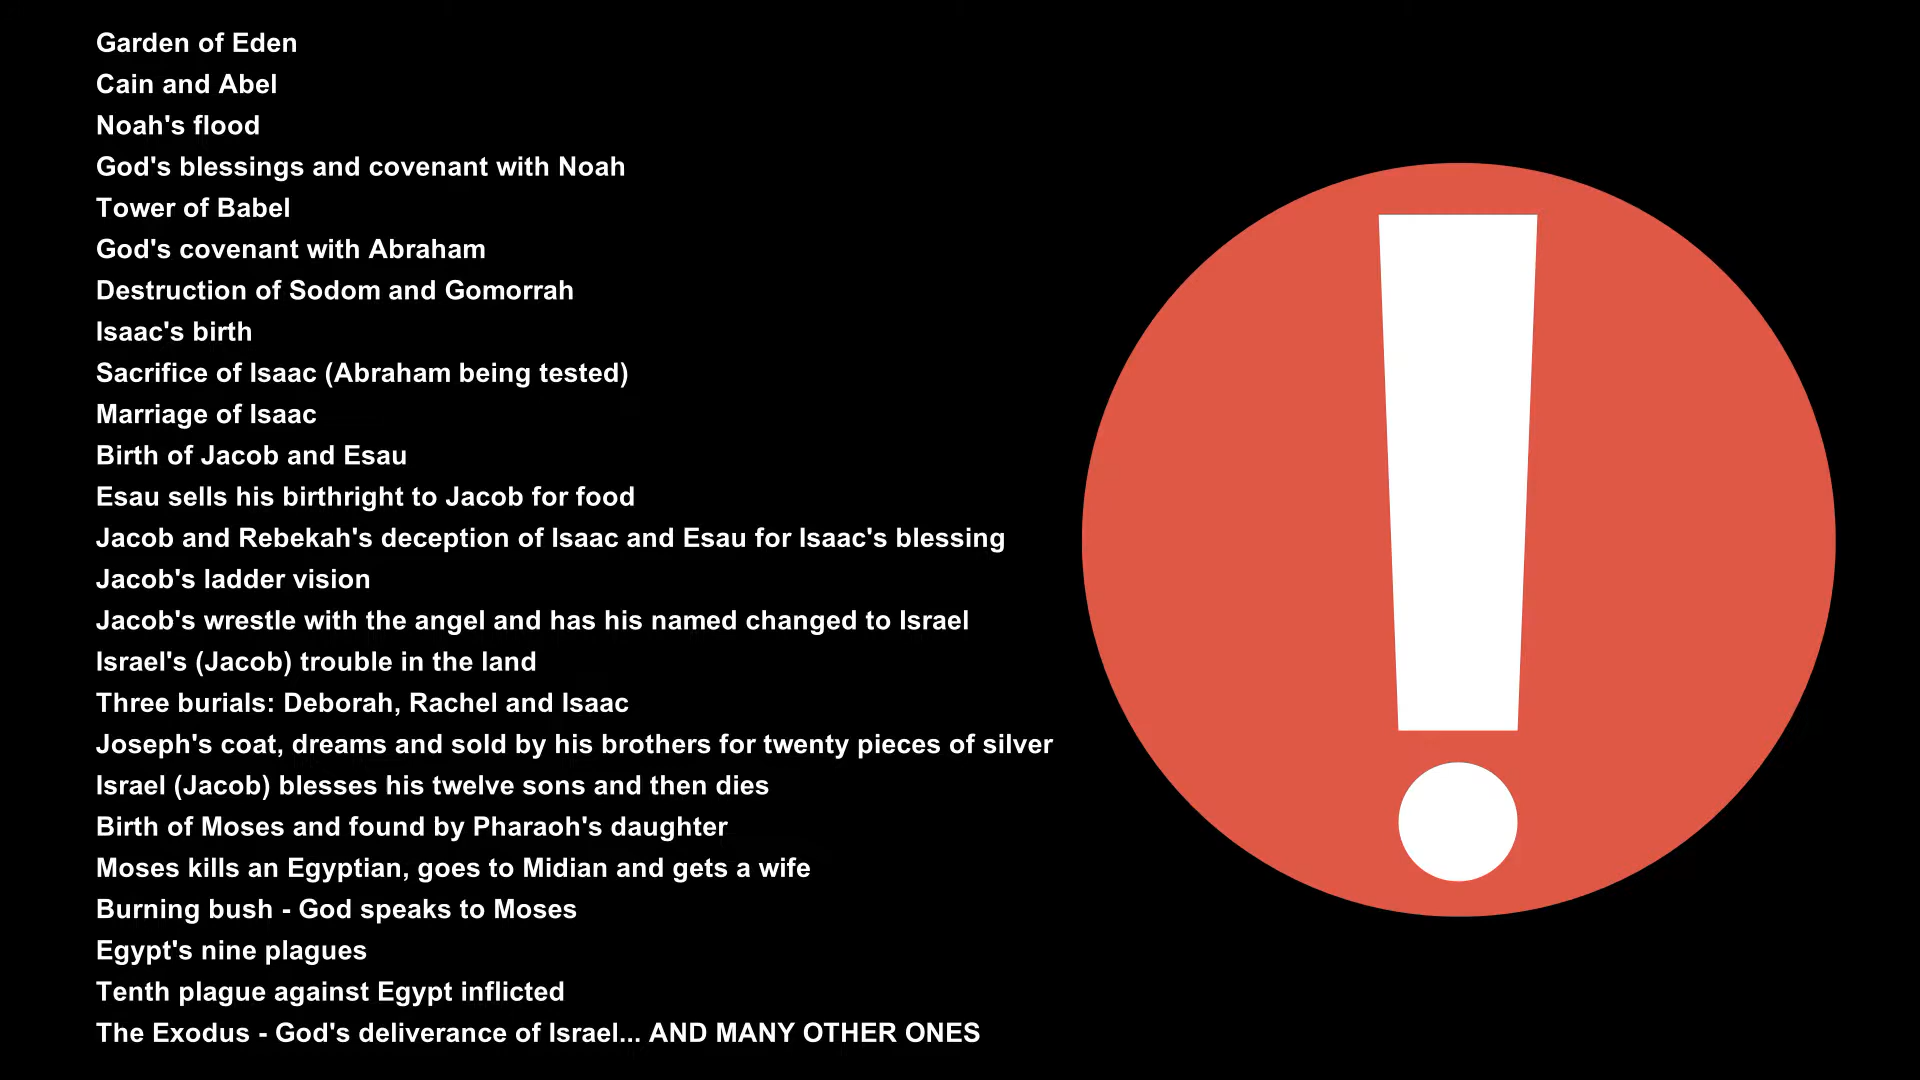 Garden of Eden
Cain and Abel
Noah's flood
God's blessings and covenant with Noah
Tower of Babel
God's covenant with Abraham
Destruction of Sodom and Gomorrah
Isaac's birth
Sacrifice of Isaac (Abraham being tested)
Marriage of Isaac
Birth of Jacob and Esau
Esau sells his birthright to Jacob for food
Jacob and Rebekah's deception of Isaac and Esau for Isaac's blessing
Jacob's ladder vision
Jacob's wrestle with the angel and has his named changed to Israel
Israel's (Jacob) trouble in the land
Three burials: Deborah, Rachel and Isaac
Joseph's coat, dreams and sold by his brothers for twenty pieces of silver
Israel (Jacob) blesses his twelve sons and then dies
Birth of Moses and found by Pharaoh's daughter
Moses kills an Egyptian, goes to Midian and gets a wife
Burning bush - God speaks to Moses
Egypt's nine plagues
Tenth plague against Egypt inflicted
The Exodus - God's deliverance of Israel... AND MANY OTHER ONES
!